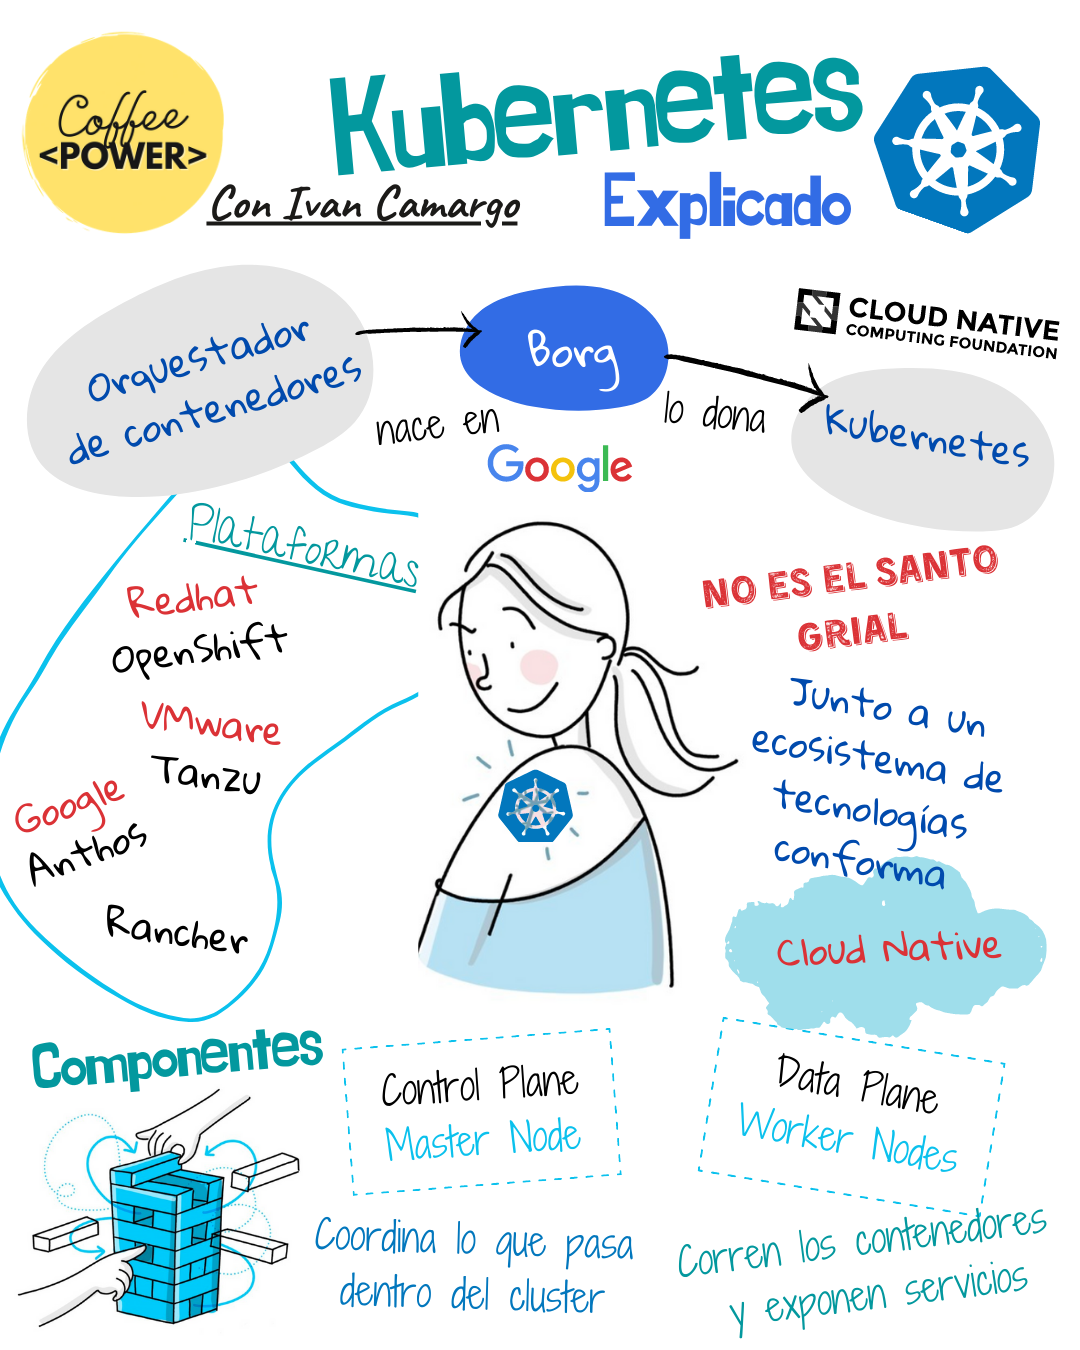 Coffee
<POWER>
Con Ivan Camargo
Kubernetes
Explicado
Orquestador
de contenedores
nace en
Borg
Google
lo dona
CLOUD NATIVE
COMPUTING FOUNDATION
Kubernetes
Plataformas
Redhat
OpenShift
VMware
Tanzu
Google
Anthos
Rancher
NO ES EL SANTO
GRIAL
Junto a un
ecosistema de
tecnologías
conforma
Cloud Native
Componentes
Control Plane
Master Node
Coordina lo que pasa
dentro del cluster
Data Plane
Worker Nodes
Corren los contenedores
y exponen servicios